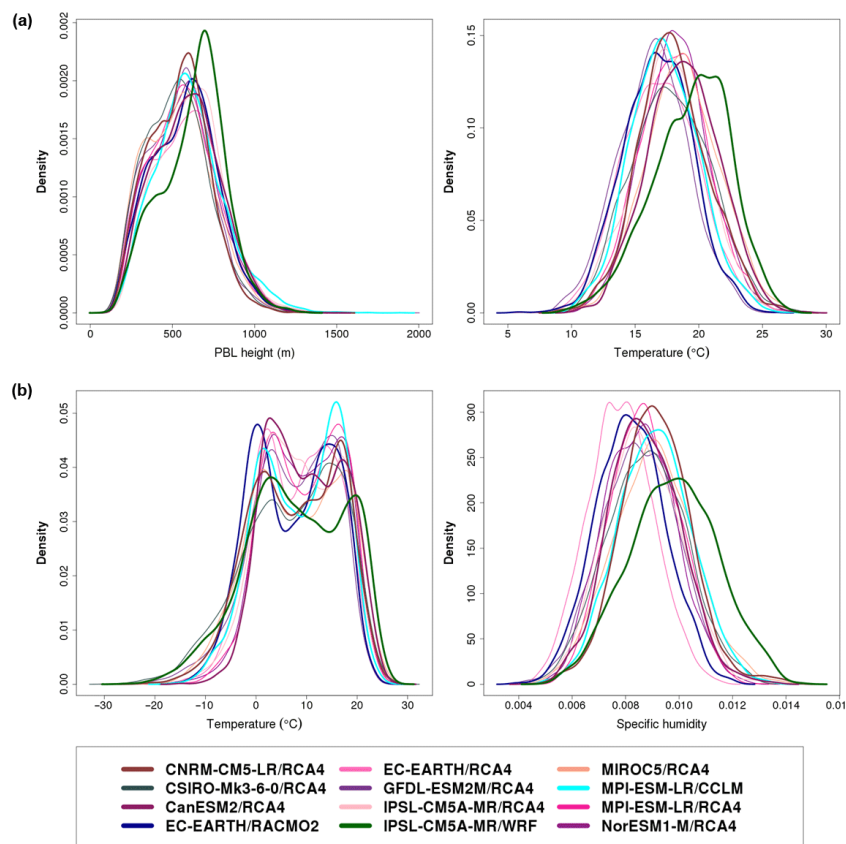 (a)
0.002
0.0020
0.0015
0.0010
0.0005
0.0000
Density
0 500 1000 1500 2000
PBL height (m)
0.15
0.10
0.05
0.00
Density
5 10 15 20 25 30
Temperature (°C)
(b)
0.05
0.04
0.03
0.02
0.01
0.00
Density
−30 −20 −10 0 10 20 30
Temperature (°C)
300
250
200
150
100
50
0
Density
0.004 0.006 0.008 0.010 0.012 0.014 0.01
Specific humidity
CNRM-CM5-LR/RCA4 EC-EARTH/RCA4 MIROC5/RCA4
CSIRO-Mk3-6-0/RCA4 GFDL-ESM2M/RCA4 MPI-ESM-LR/CCLM
CanESM2/RCA4 IPSL-CM5A-MR/RCA4 MPI-ESM-LR/RCA4
EC-EARTH/RACMO2 IPSL-CM5A-MR/WRF NorESM1-M/RCA4